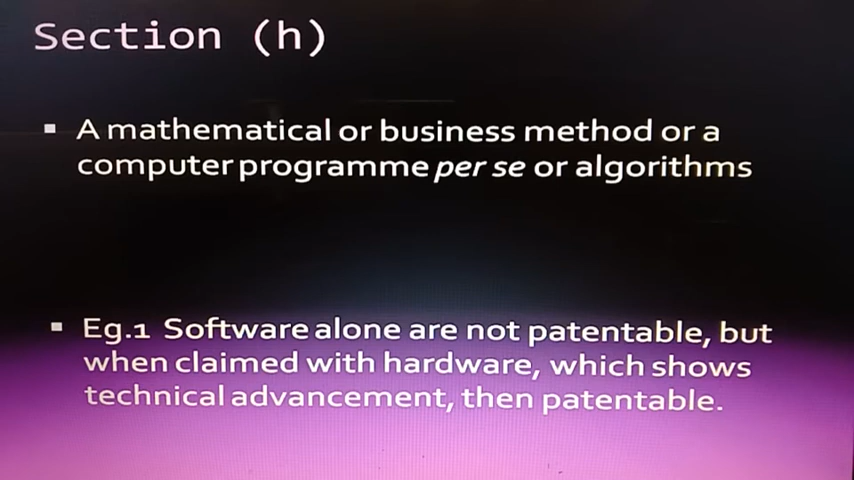 Section (h)
▪ A mathematical or business method or a
computer programme per se or algorithms
▪ Eg.1 Software alone are not patentable, but
when claimed with hardware, which shows
technical advancement, then patentable.